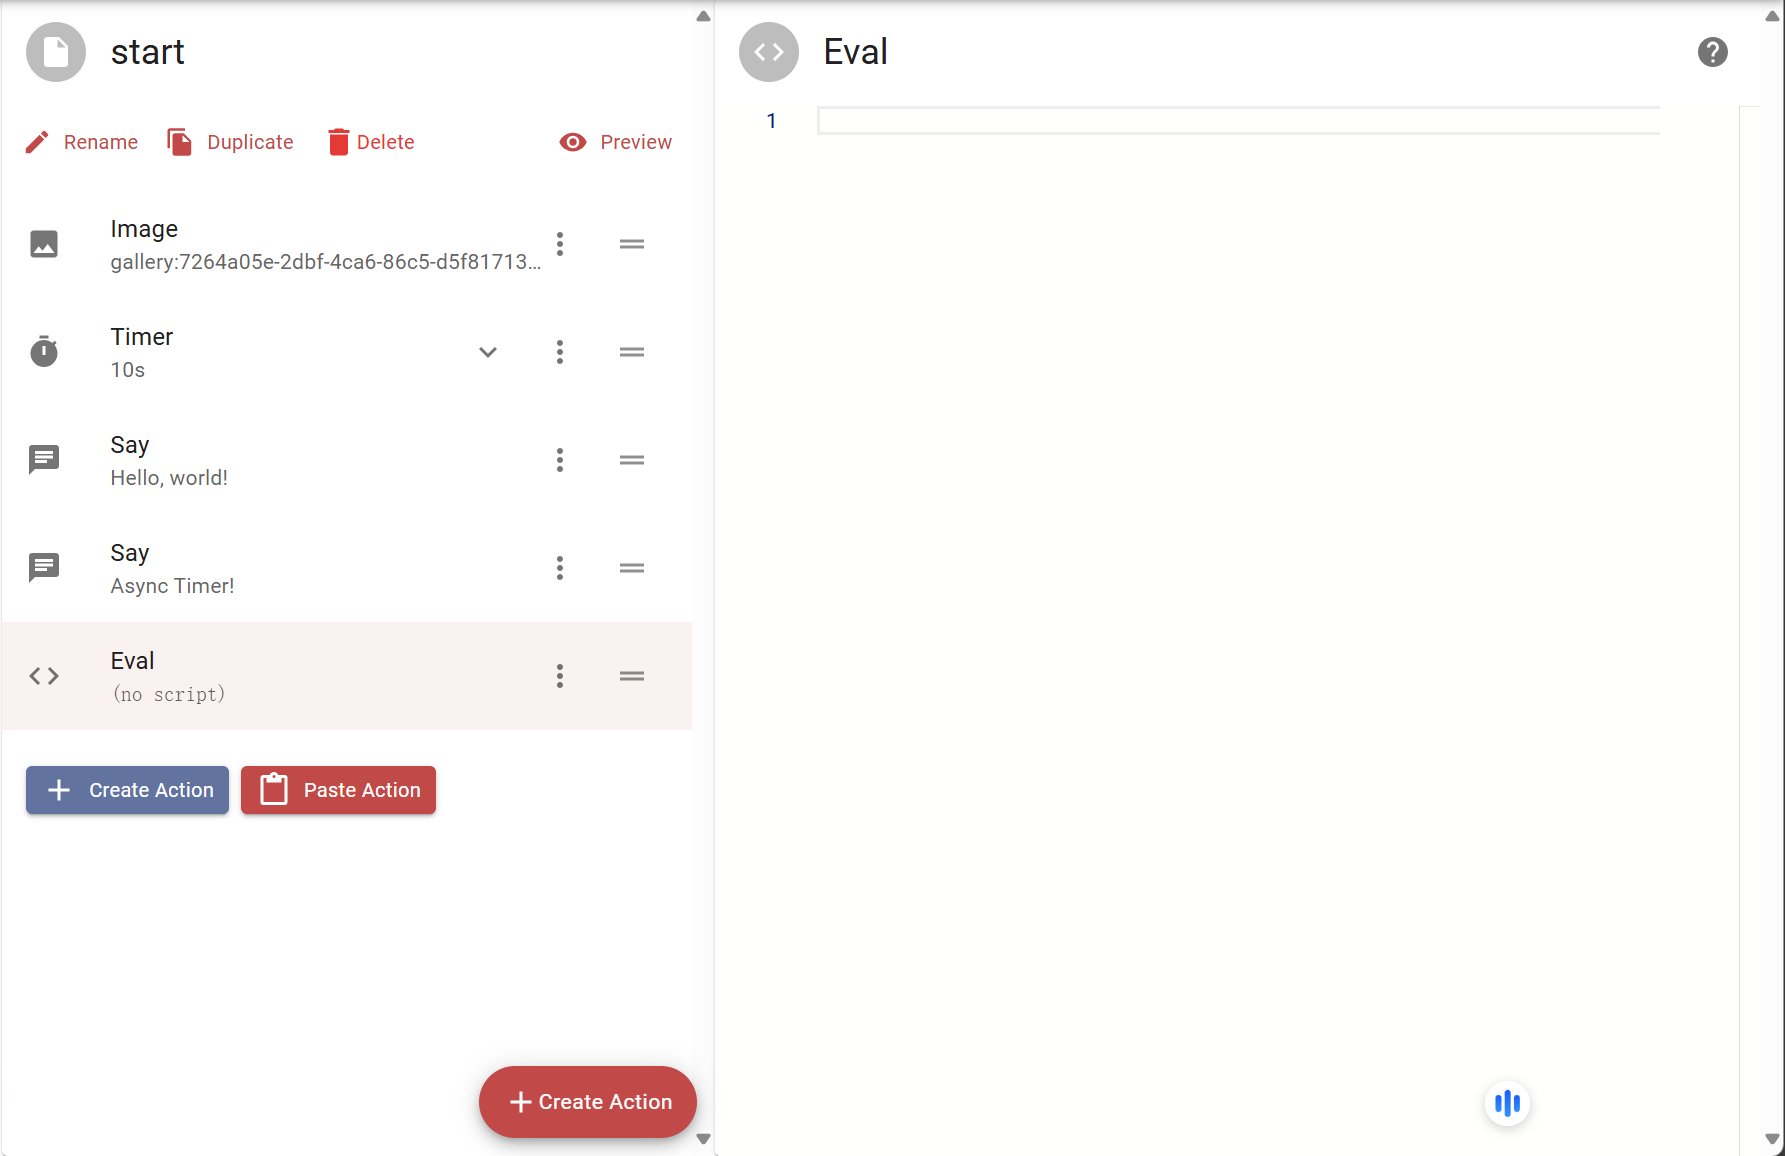 start
Rename
Duplicate
Delete
Preview
Image
gallery:7264a05e-2dbf-4ca6-86c5-d5f81713...
Timer
10s
Say
Hello, world!
Say
Async Timer!
Eval
(no script)
Create Action
Paste Action
Create Action
Eval
1